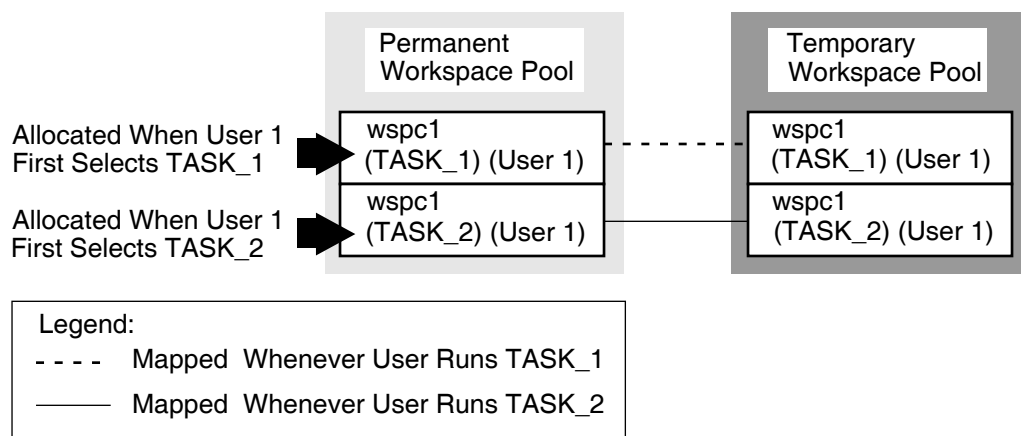 Permanent
Workspace Pool
Temporary
Workspace Pool
Allocated When User 1
First Selects TASK_1
wspc1
(TASK_1) (User 1)
wspc1
(TASK_1) (User 1)
Allocated When User 1
First Selects TASK_2
wspc1
(TASK_2) (User 1)
wspc1
(TASK_2) (User 1)
Legend:
Mapped Whenever User Runs TASK_1
Mapped Whenever User Runs TASK_2